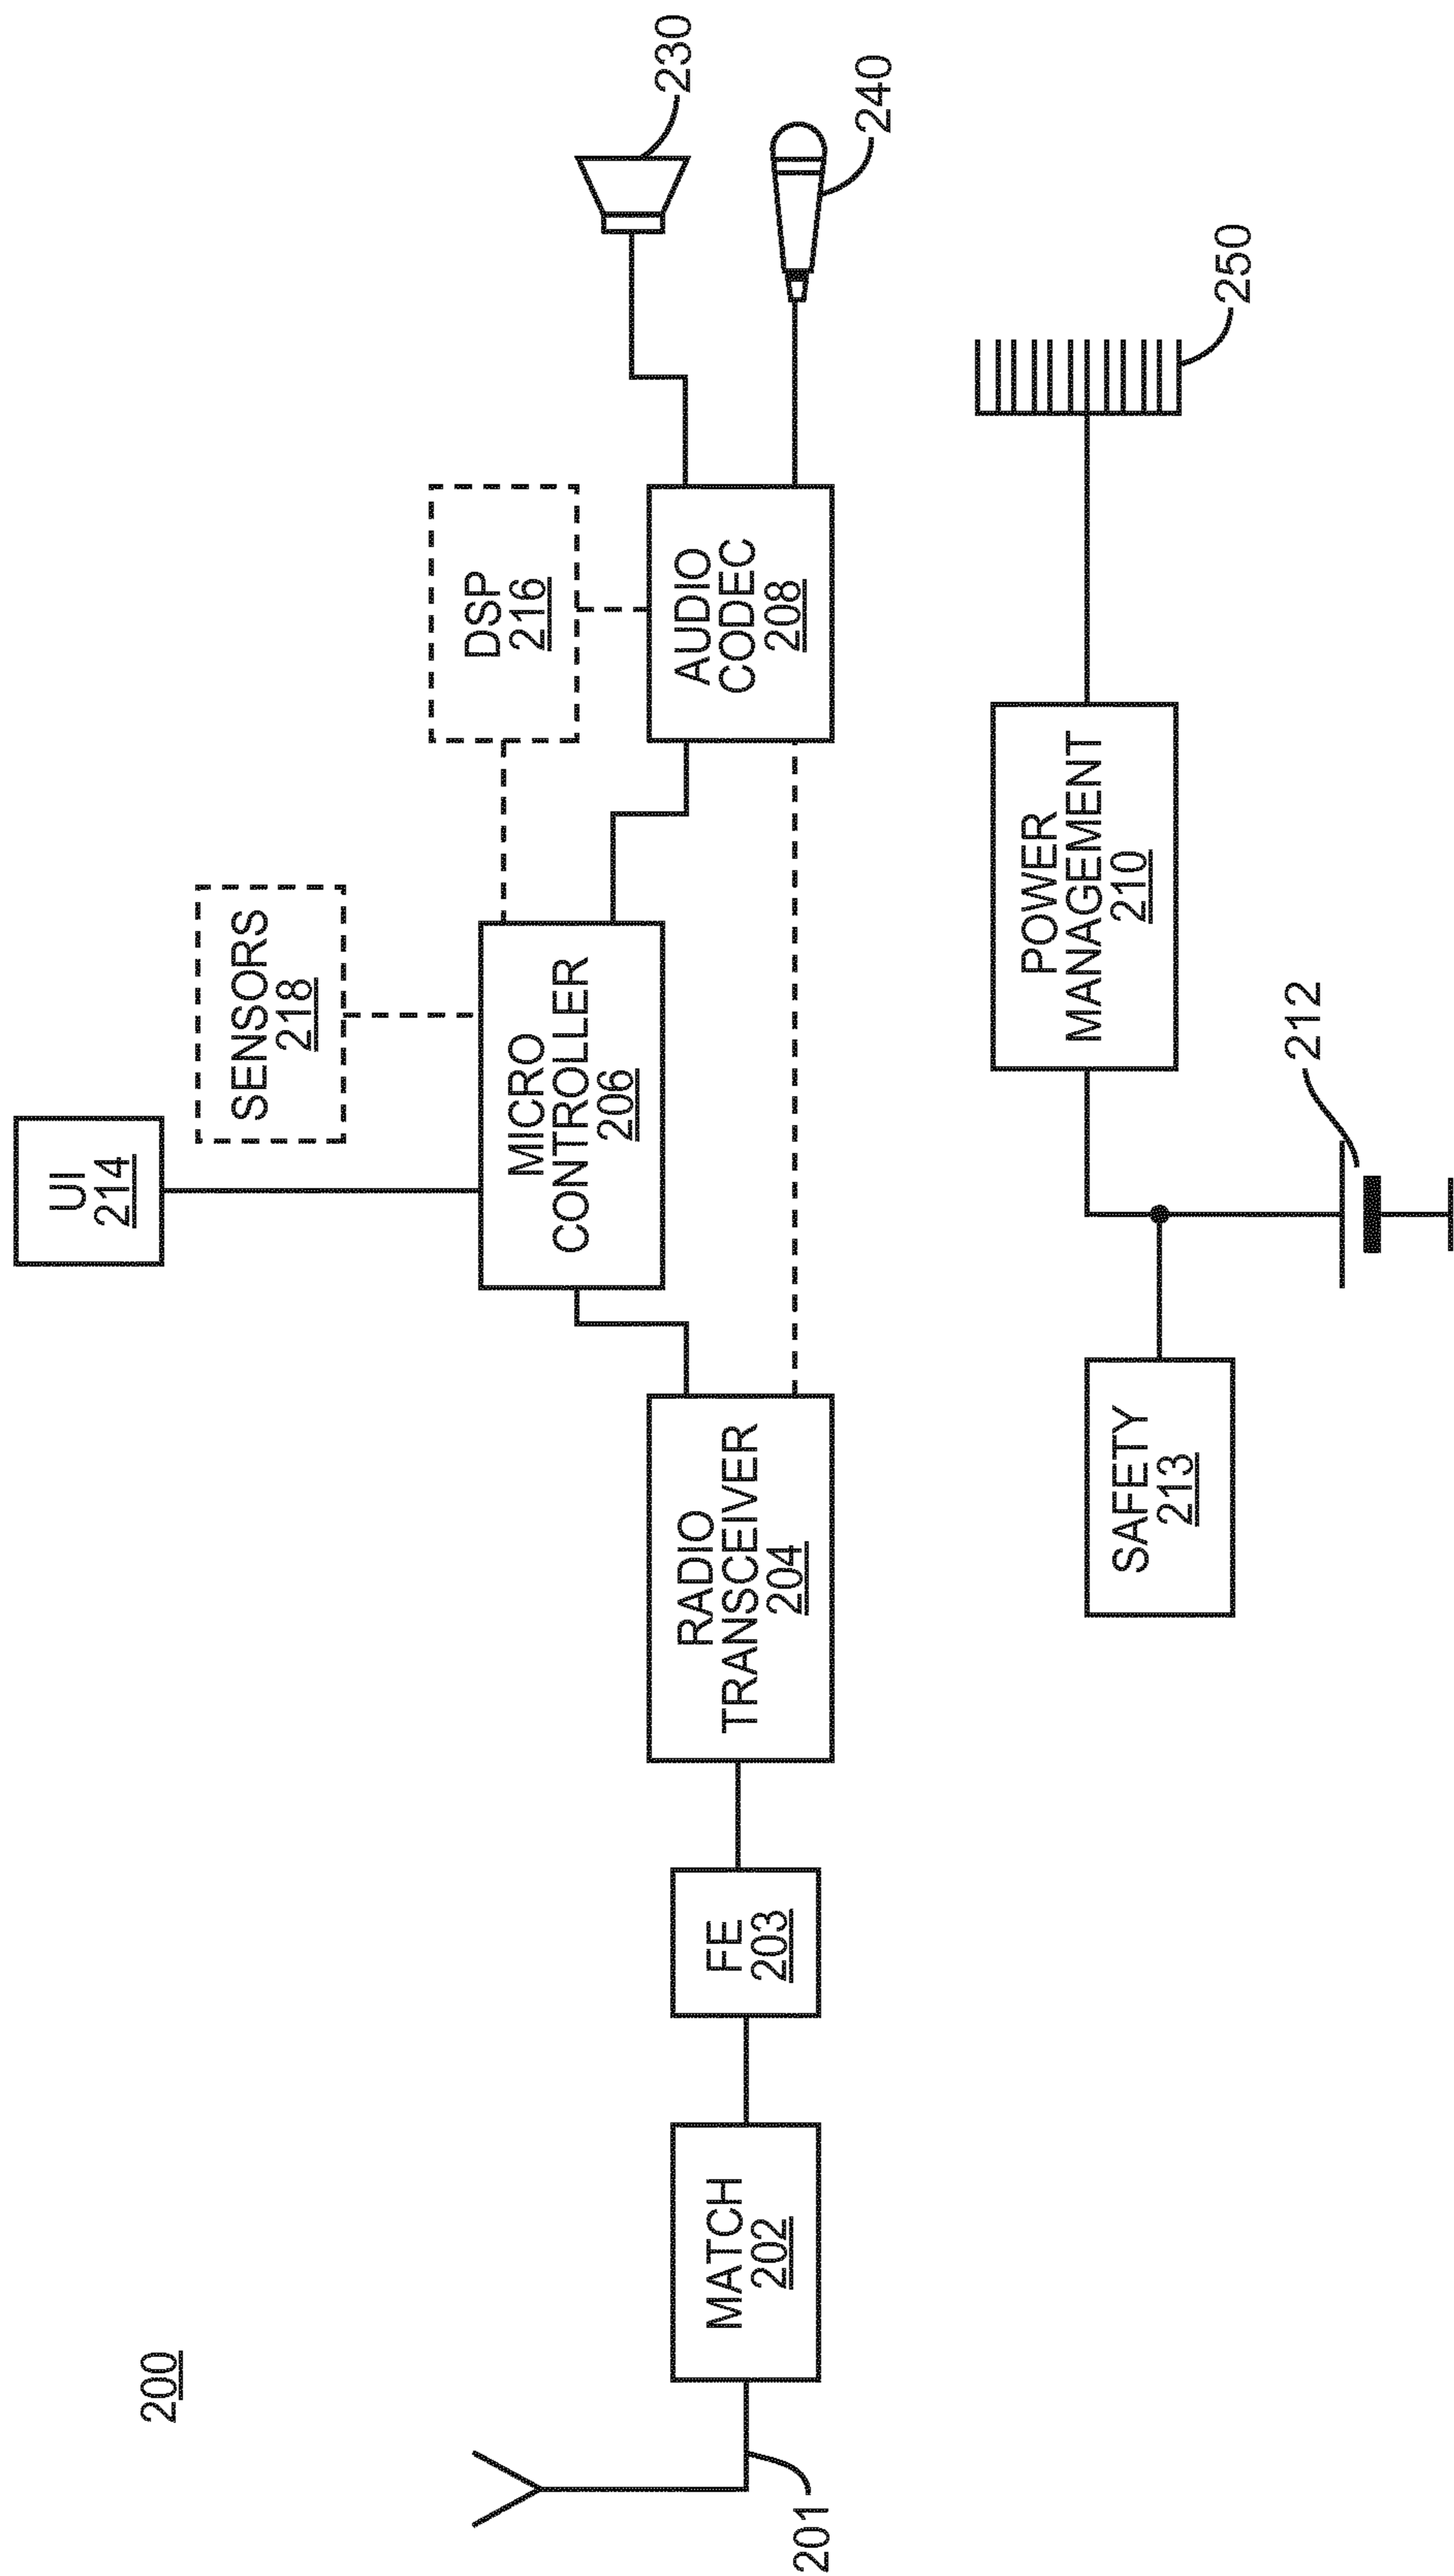 200
201
MATCH
202
FE
203
RADIO
TRANSCEIVER
204
UI
214
SENSORS
218
MICRO
CONTROLLER
206
DSP
216
AUDIO
CODEC
208
230
240
SAFETY
213
212
POWER
MANAGEMENT
210
250